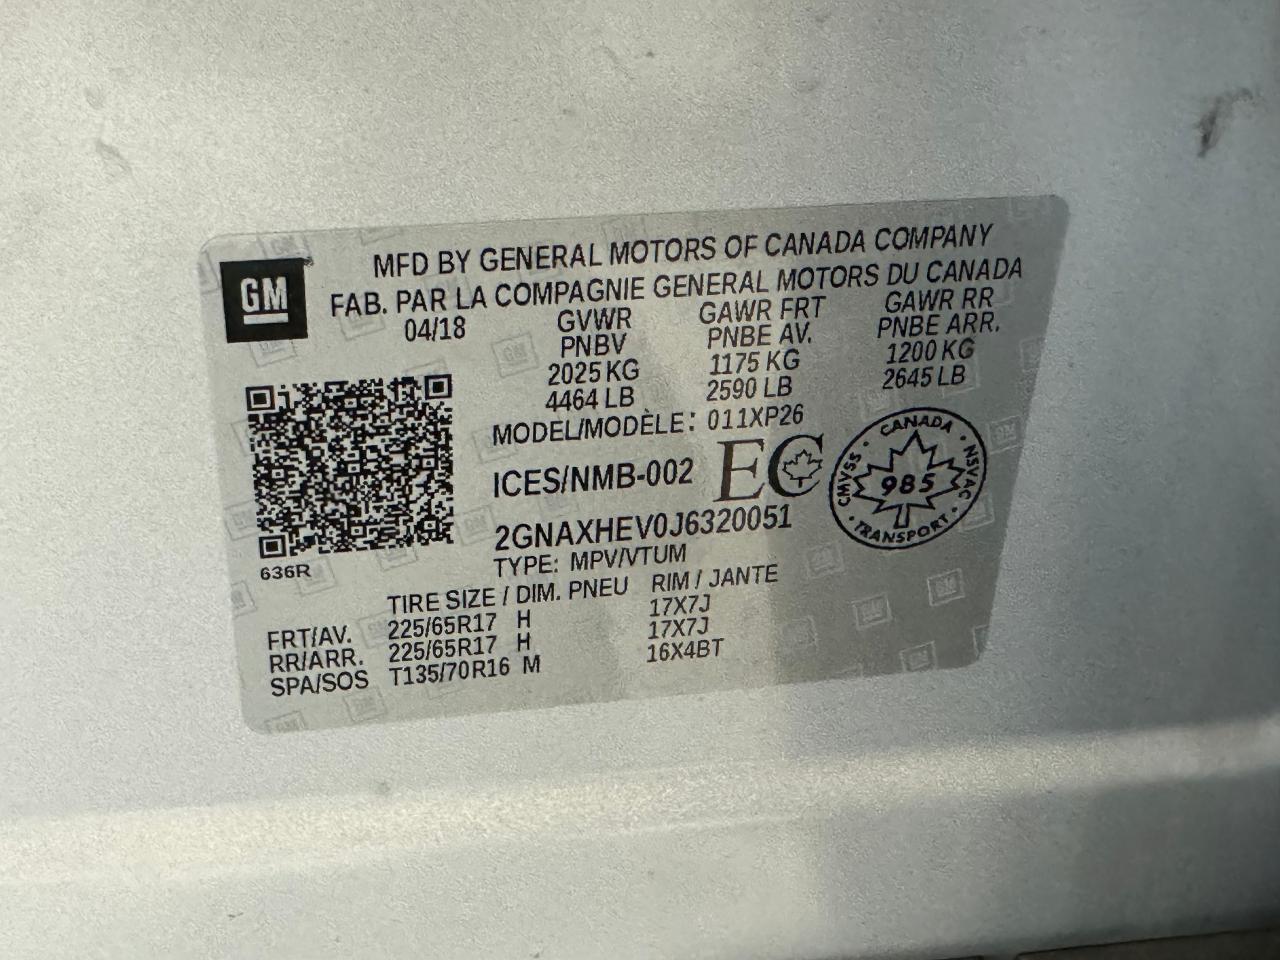 GM
MFD BY GENERAL MOTORS OF CANADA COMPANY
FAB. PAR LA COMPAGNIE GENERAL MOTORS DU CANADA
04/18 GVWR GAWR FRT GAWR RR
PNBV PNBE AV. PNBE ARR.
2025 KG 1175 KG 1200 KG
4464 LB 2590 LB 2645 LB
MODEL/MODÈLE: 011XP26
ICES/NMB-002 EC
CANADA
CMVSS 985 NSVAC
TRANSPORT
2GNAXHEV0J6320051
TYPE: MPV/VTUM
636R
TIRE SIZE / DIM. PNEU RIM / JANTE
FRT/AV. 225/65R17 H 17X7J
RR/ARR. 225/65R17 H 17X7J
SPA/SOS T135/70R16 M 16X4BT